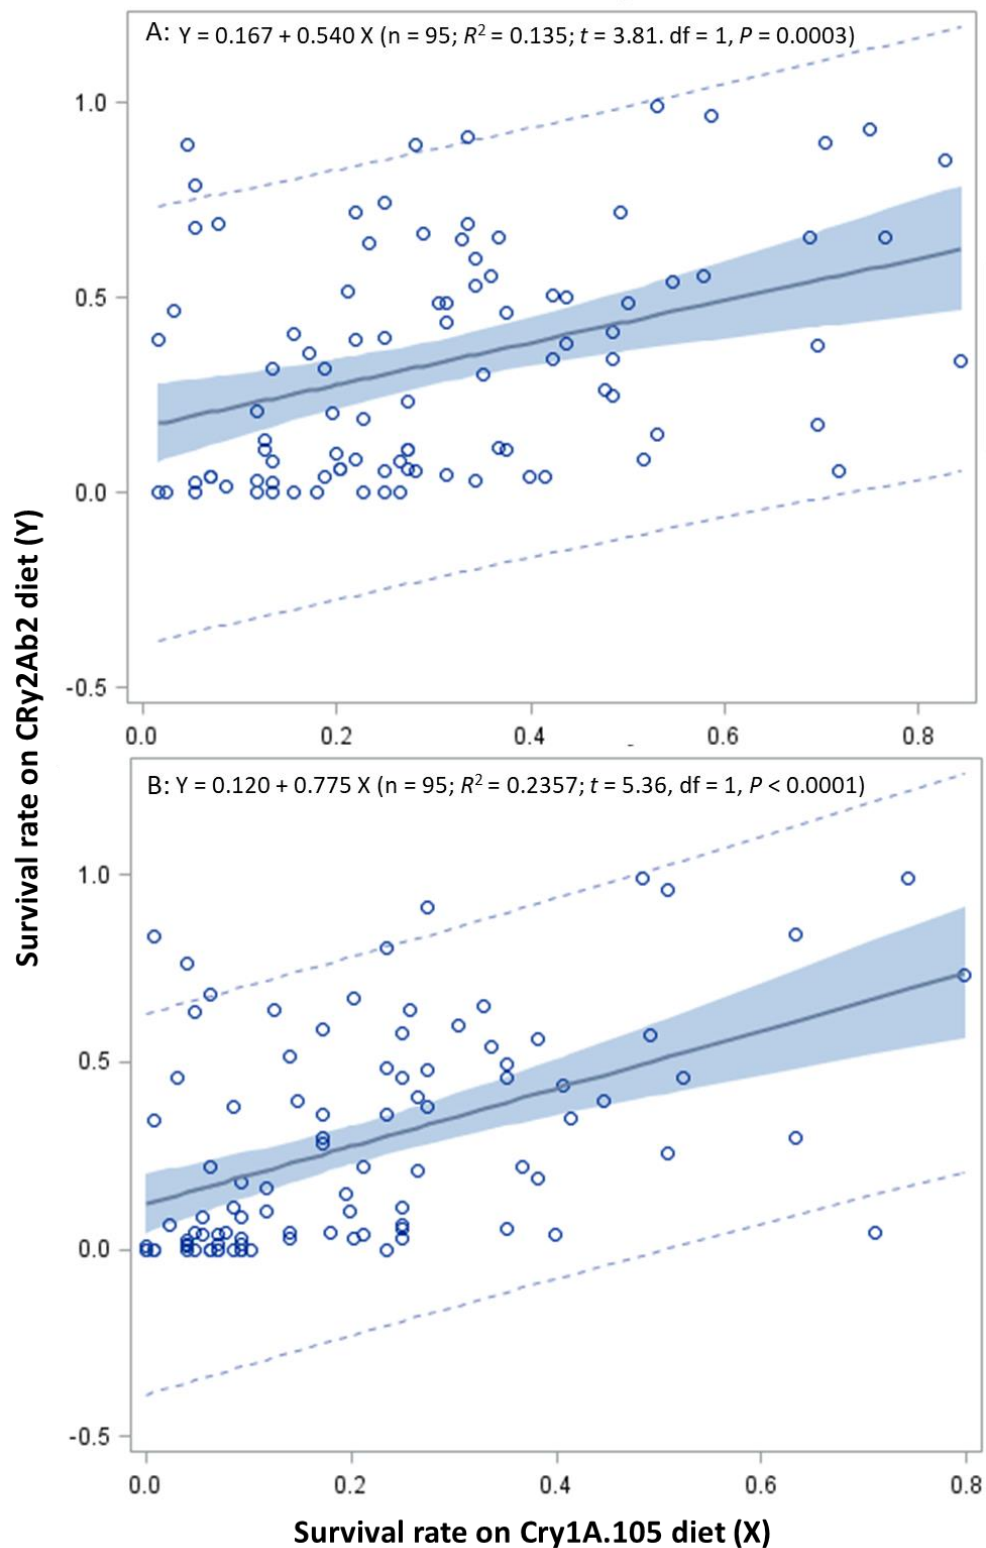 A: Y = 0.167 + 0.540 X (n = 95; R² = 0.135; t = 3.81. df = 1, P = 0.0003)
1.0
0.5
0.0
-0.5
0.0 0.2 0.4 0.6 0.8
Survival rate on CRy2Ab2 diet (Y)
B: Y = 0.120 + 0.775 X (n = 95; R² = 0.2357; t = 5.36, df = 1, P < 0.0001)
1.0
0.5
0.0
-0.5
0.0 0.2 0.4 0.6 0.8
Survival rate on Cry1A.105 diet (X)